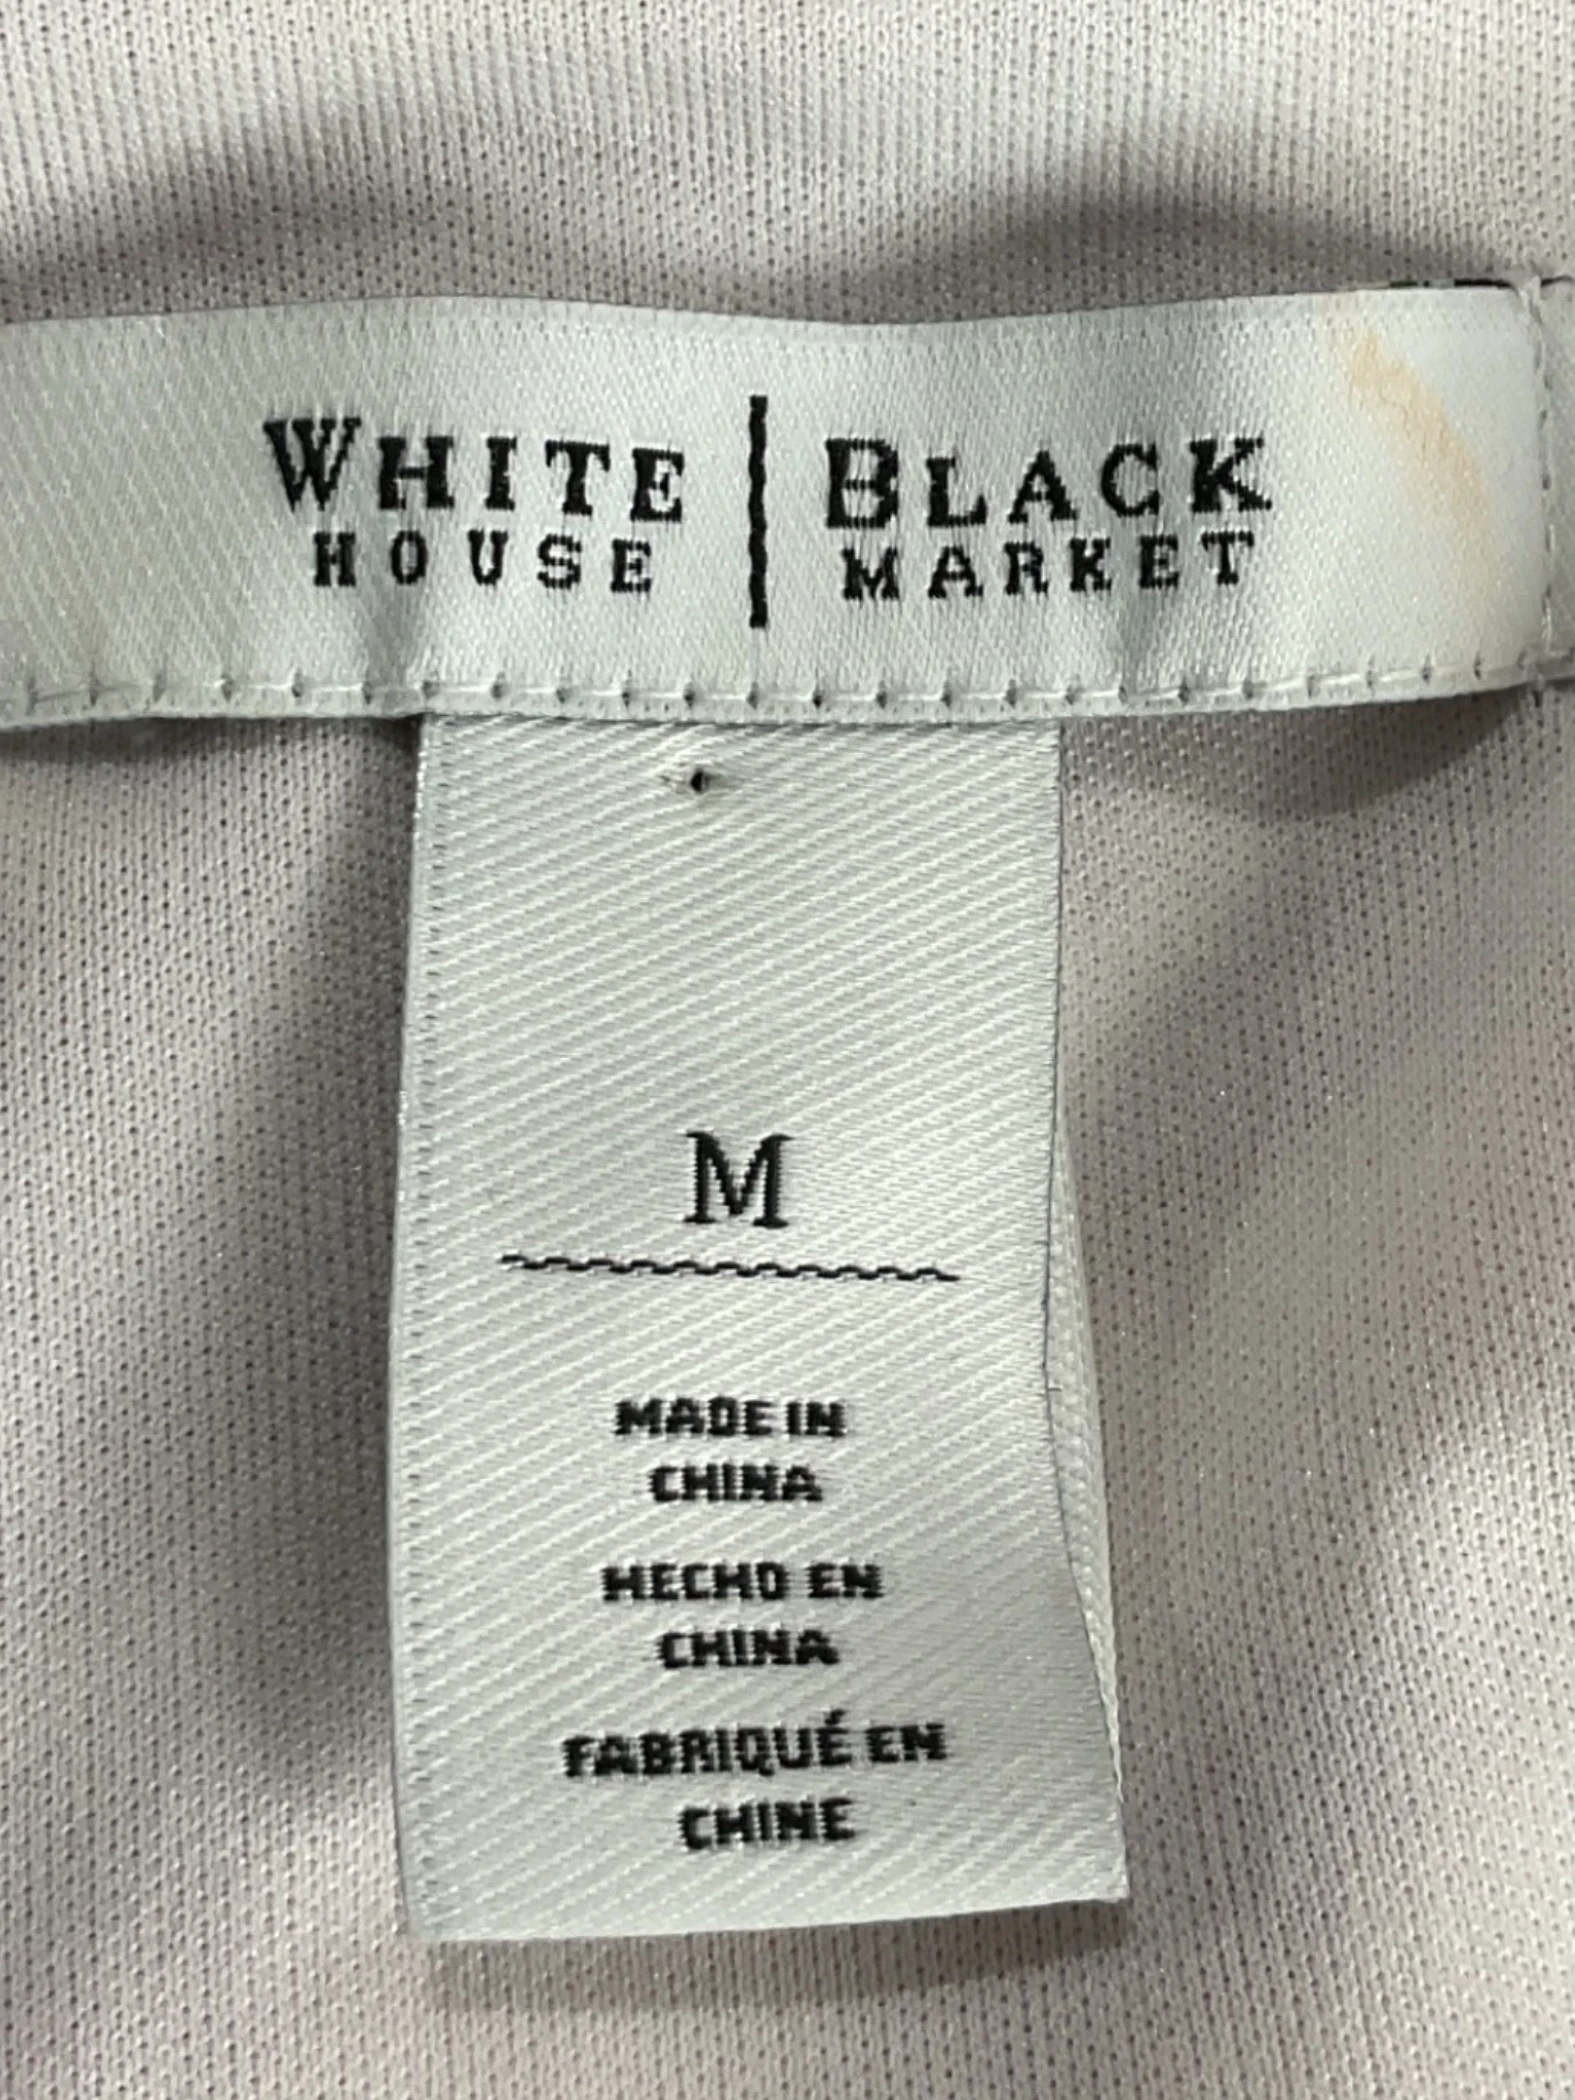 WHITE | BLACK
HOUSE | MARKET
M
MADE IN
CHINA
HECHO EN
CHINA
FABRIQUÉ EN
CHINE